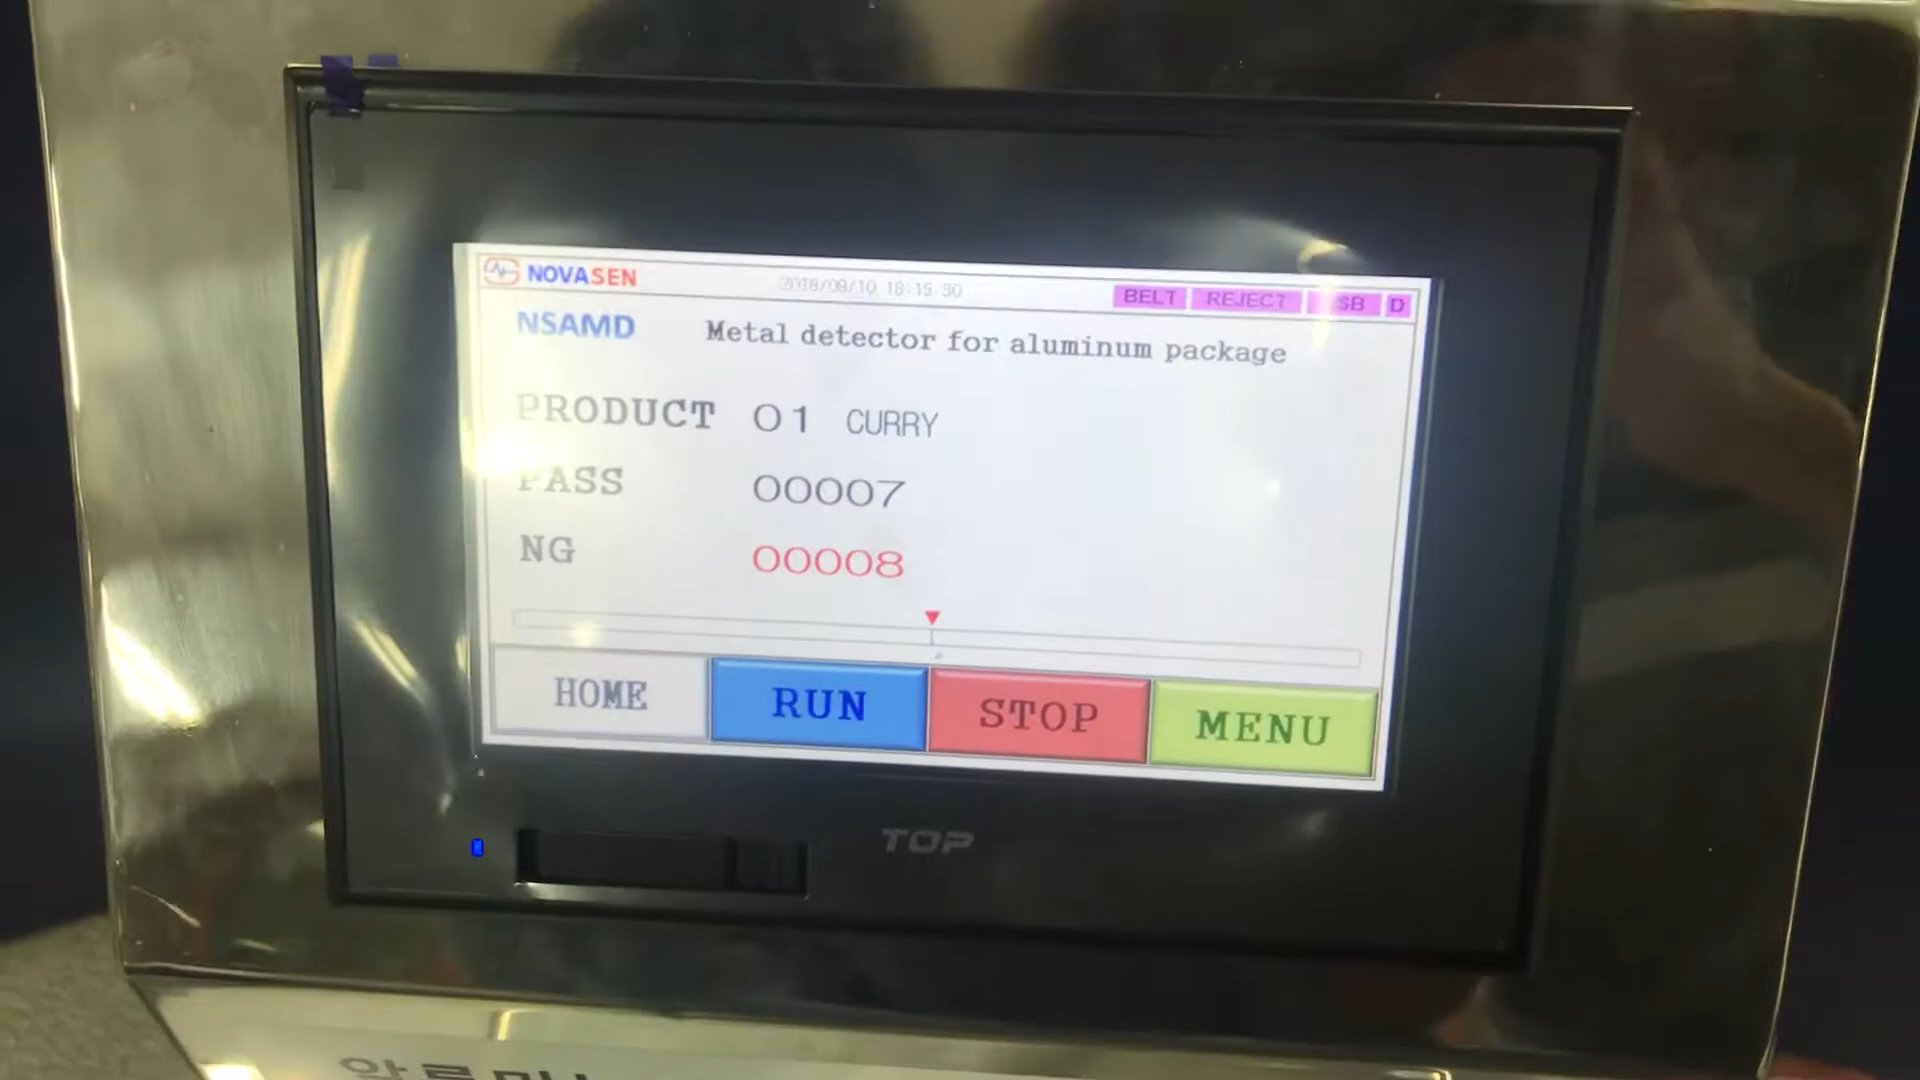 NOVASEN 2018/09/10 18:15:30 BELT REJECT SB D
NSAMD Metal detector for aluminum package
PRODUCT 01 CURRY
PASS 00007
NG 00008
HOME RUN STOP MENU
TOP